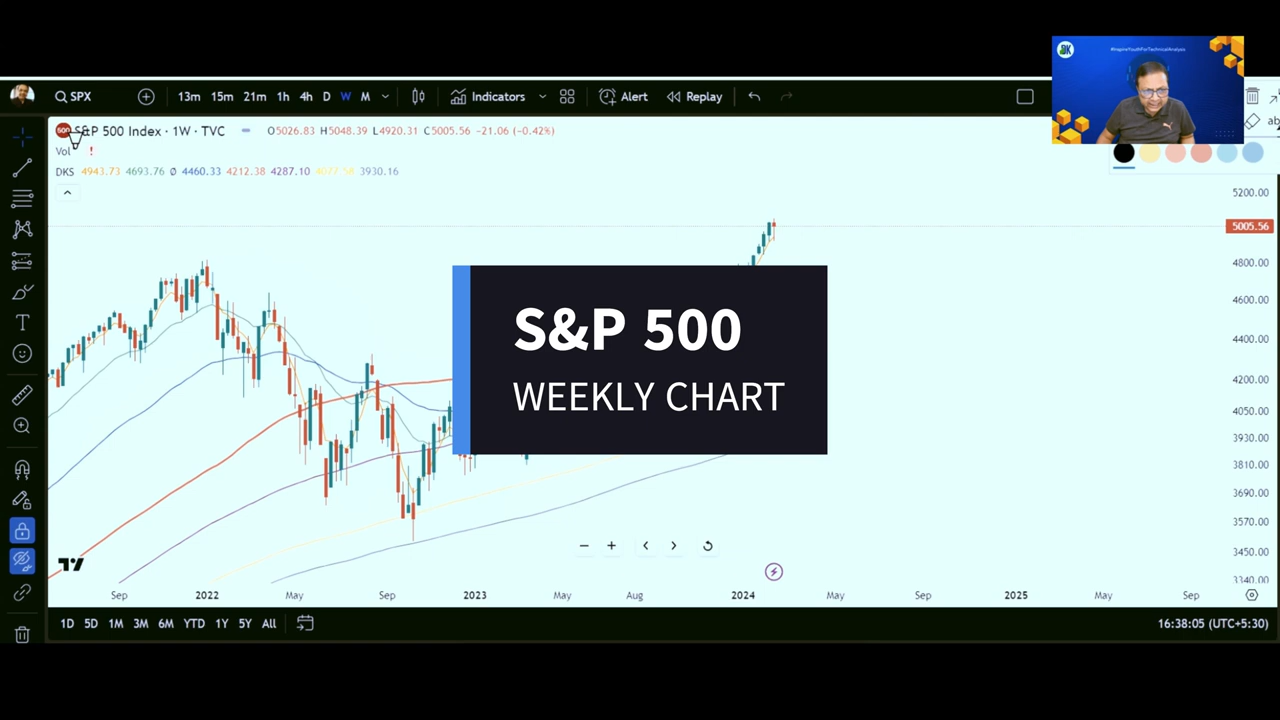 DK
#InspireYouthForTechnicalAnalysis
SPX
13m 15m 21m 1h 4h D W M
Indicators
Alert
Replay
ab
500 S&P 500 Index · 1W · TVC
O5026.83 H5048.39 L4920.31 C5005.56 -21.06 (-0.42%)
Vol !
DKS 4943.73 4693.76 Ø 4460.33 4212.38 4287.10 3930.16
S&P 500
WEEKLY CHART
5200.00
5005.56
4800.00
4600.00
4400.00
4200.00
4050.00
3930.00
3810.00
3690.00
3570.00
3450.00
3340.00
Sep 2022 May Sep 2023 May Aug 2024 May Sep 2025 May Sep
1D 5D 1M 3M 6M YTD 1Y 5Y All
16:38:05 (UTC+5:30)